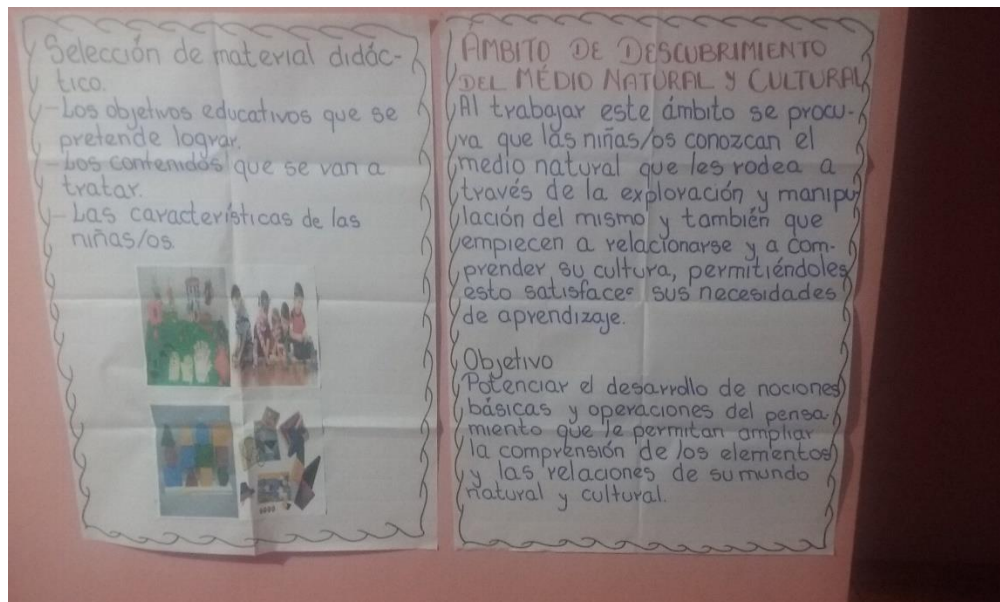 Selección de material didác-
tico.
- Los objetivos educativos que se
pretende lograr.
- Los contenidos que se van a
tratar.
- Las características de las
niñas/os.
ÁMBITO DE DESCUBRIMIENTO
DEL MÉDIO NATURAL Y CULTURAL
Al trabajar este ámbito se procu-
ra que las niñas/os conozcan el
medio natural que les rodea a
través de la exploración y manipu
lación del mismo y también que
empiecen a relacionarse y a com-
prender su cultura, permitiéndoles
esto satisfacer sus necesidades
de aprendizaje.
Objetivo
Potenciar el desarrollo de nociones
básicas y operaciones del pensa
miento que le permitan ampliar
la comprensión de los elementos
y las relaciones de su mundo
natural y cultural.